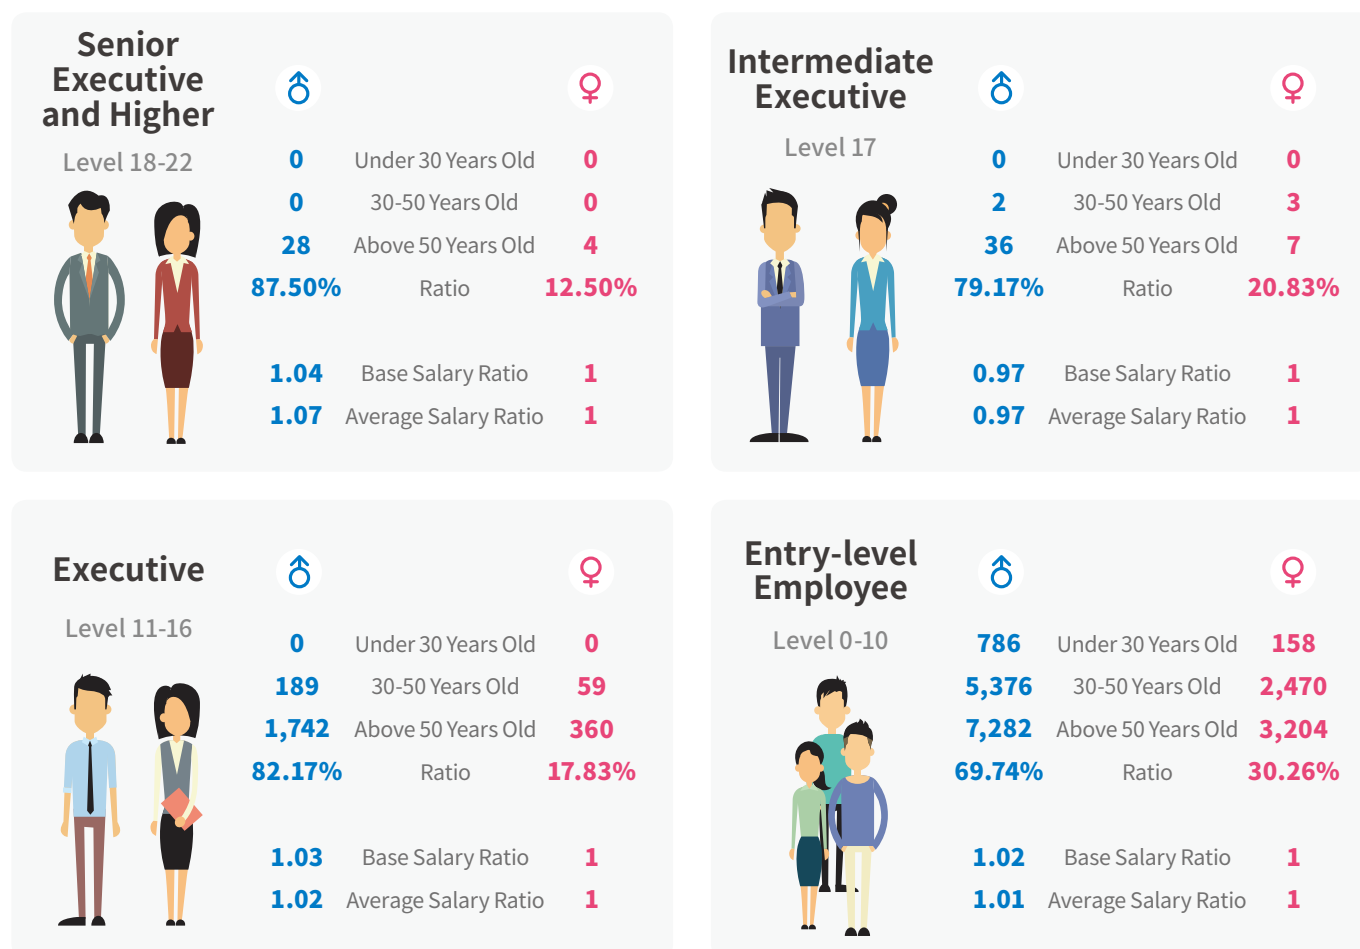 Senior
Executive
and Higher
Level 18-22
0 Under 30 Years Old 0
0 30-50 Years Old 0
28 Above 50 Years Old 4
87.50% Ratio 12.50%
1.04 Base Salary Ratio 1
1.07 Average Salary Ratio 1
Intermediate
Executive
Level 17
0 Under 30 Years Old 0
2 30-50 Years Old 3
36 Above 50 Years Old 7
79.17% Ratio 20.83%
0.97 Base Salary Ratio 1
0.97 Average Salary Ratio 1
Executive
Level 11-16
0 Under 30 Years Old 0
189 30-50 Years Old 59
1,742 Above 50 Years Old 360
82.17% Ratio 17.83%
1.03 Base Salary Ratio 1
1.02 Average Salary Ratio 1
Entry-level
Employee
Level 0-10
786 Under 30 Years Old 158
5,376 30-50 Years Old 2,470
7,282 Above 50 Years Old 3,204
69.74% Ratio 30.26%
1.02 Base Salary Ratio 1
1.01 Average Salary Ratio 1